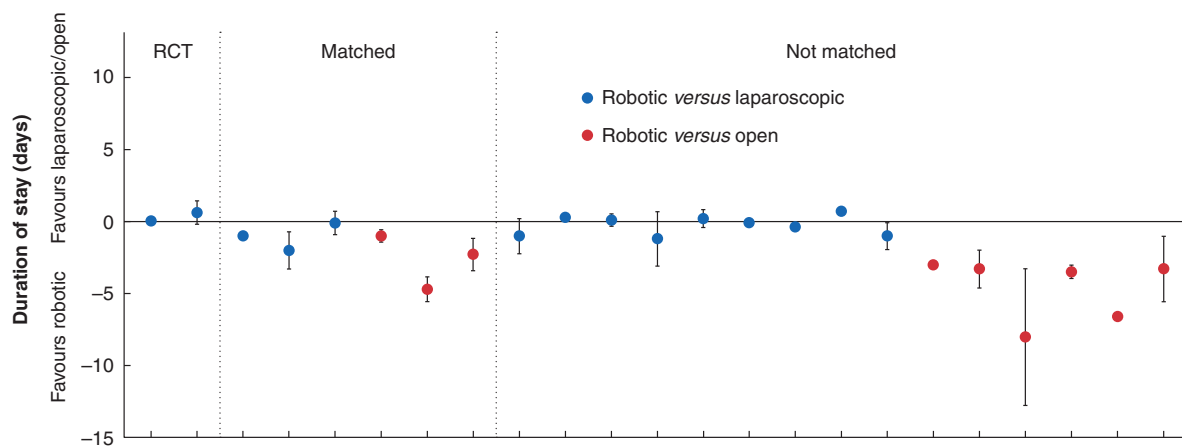 RCT
Matched
Not matched
Robotic versus laparoscopic
Robotic versus open
Duration of stay (days)
Favours laparoscopic/open
Favours robotic
10
5
0
–5
–10
–15